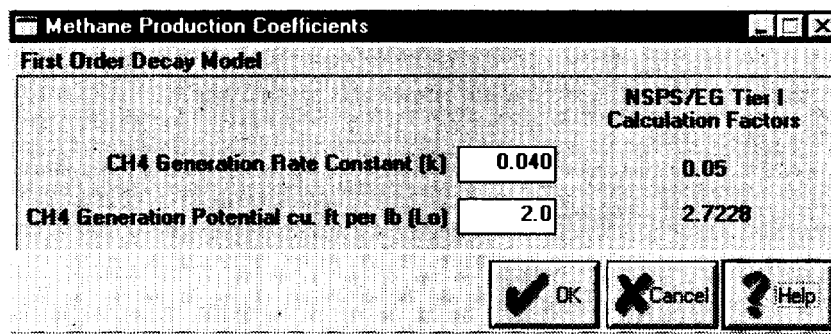 Methane Production Coefficients
First Order Decay Model
NSPS/EG Tier I
Calculation Factors
CH4 Generation Rate Constant (k) 0.040 0.05
CH4 Generation Potential cu. ft per lb (Lo) 2.0 2.7228
OK Cancel Help